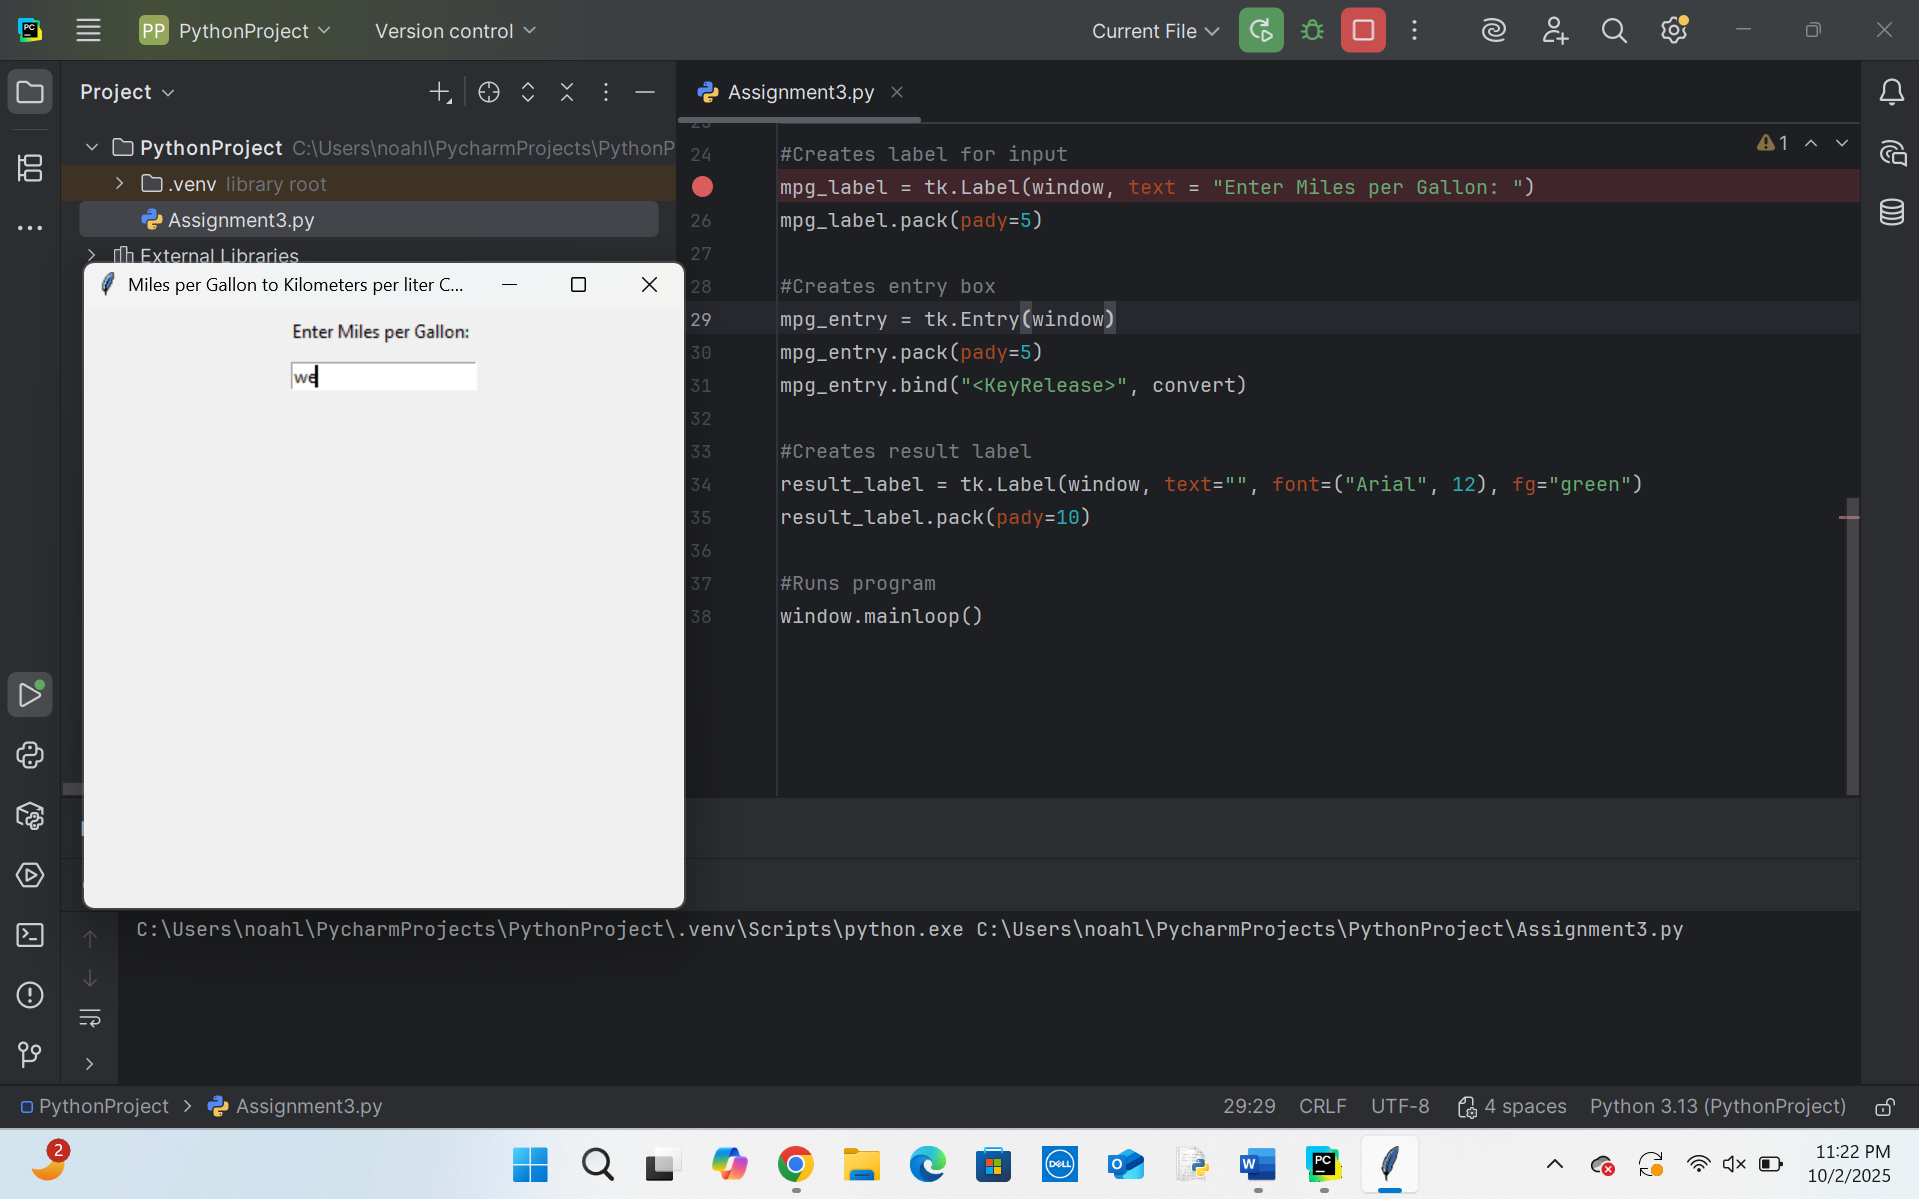 PC
PP PythonProject
Version control
Current File
Project
Assignment3.py
PythonProject C:\Users\noahl\PycharmProjects\PythonP
.venv library root
Assignment3.py
External Libraries
1
24 #Creates label for input
mpg_label = tk.Label(window, text = "Enter Miles per Gallon: ")
26 mpg_label.pack(pady=5)
27
28 #Creates entry box
29 mpg_entry = tk.Entry(window)
30 mpg_entry.pack(pady=5)
31 mpg_entry.bind("<KeyRelease>", convert)
32
33 #Creates result label
34 result_label = tk.Label(window, text="", font=("Arial", 12), fg="green")
35 result_label.pack(pady=10)
36
37 #Runs program
38 window.mainloop()
Miles per Gallon to Kilometers per liter C...
Enter Miles per Gallon:
we
C:\Users\noahl\PycharmProjects\PythonProject\.venv\Scripts\python.exe C:\Users\noahl\PycharmProjects\PythonProject\Assignment3.py
PythonProject > Assignment3.py
29:29 CRLF UTF-8 4 spaces Python 3.13 (PythonProject)
2
DELL
O
W
PC
11:22 PM
10/2/2025